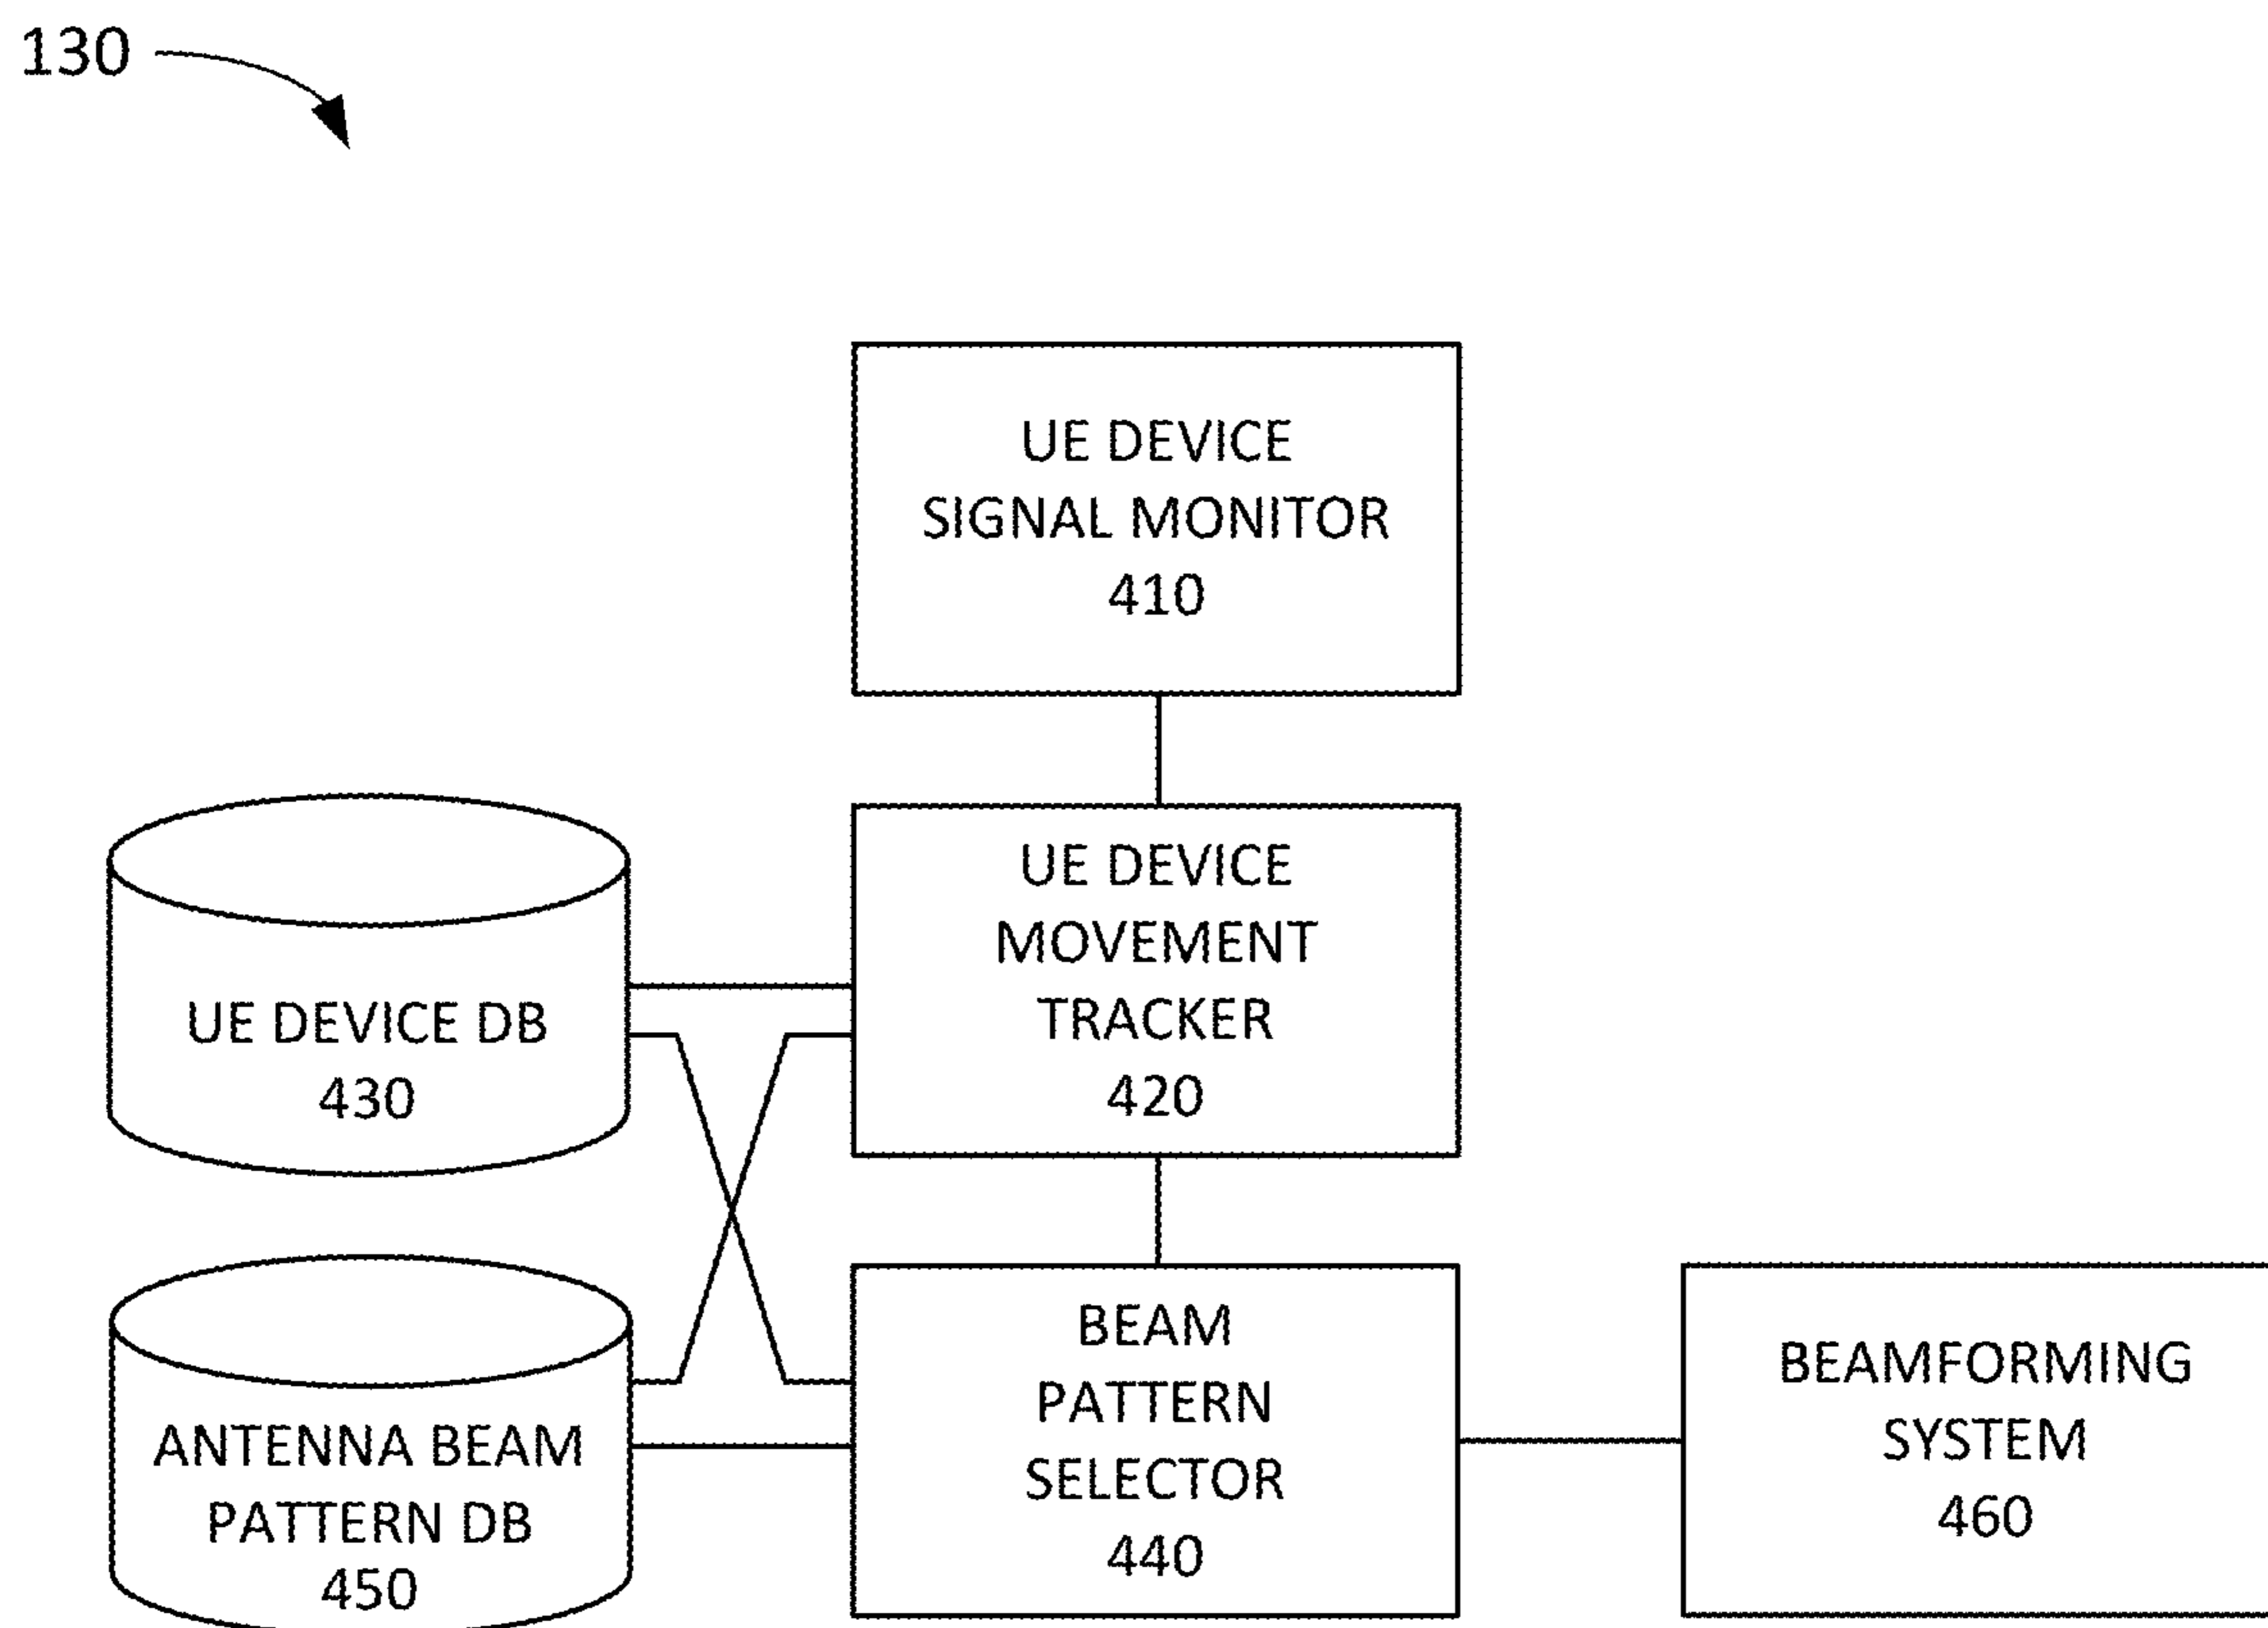 130
UE DEVICE
SIGNAL MONITOR
410
UE DEVICE
MOVEMENT
TRACKER
420
UE DEVICE DB
430
BEAM
PATTERN
SELECTOR
440
ANTENNA BEAM
PATTERN DB
450
BEAMFORMING
SYSTEM
460